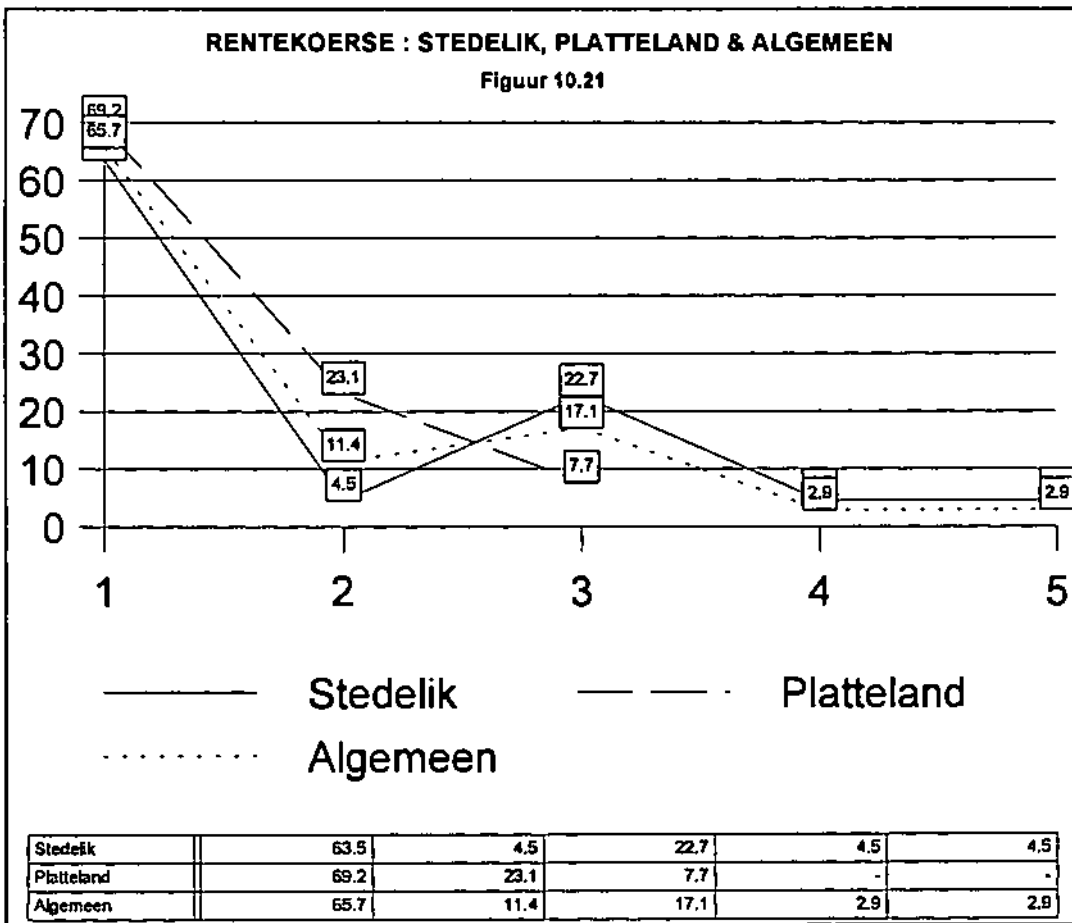 RENTEKOERSE : STEDELIK, PLATTELAND & ALGEMEEN
Figuur 10.21
70
60
50
40
30
20
10
0
69.2
65.7
23.1
11.4
4.5
22.7
17.1
7.7
2.9
2.9
1 2 3 4 5
Stedelik Platteland
Algemeen
Stedelik 63.5 4.5 22.7 4.5 4.5
Platteland 69.2 23.1 7.7 - -
Algemeen 65.7 11.4 17.1 2.9 2.9